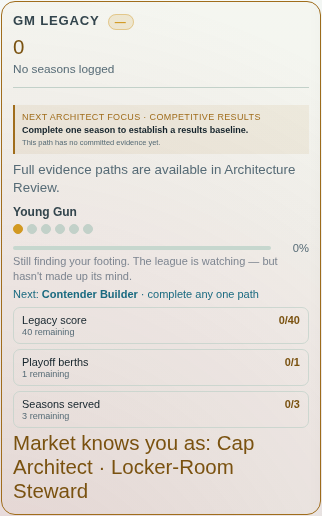 GM LEGACY —
0
No seasons logged
NEXT ARCHITECT FOCUS · COMPETITIVE RESULTS
Complete one season to establish a results baseline.
This path has no committed evidence yet.
Full evidence paths are available in Architecture
Review.
Young Gun
0%
Still finding your footing. The league is watching — but
hasn't made up its mind.
Next: Contender Builder · complete any one path
Legacy score 0/40
40 remaining
Playoff berths 0/1
1 remaining
Seasons served 0/3
3 remaining
Market knows you as: Cap
Architect · Locker-Room
Steward